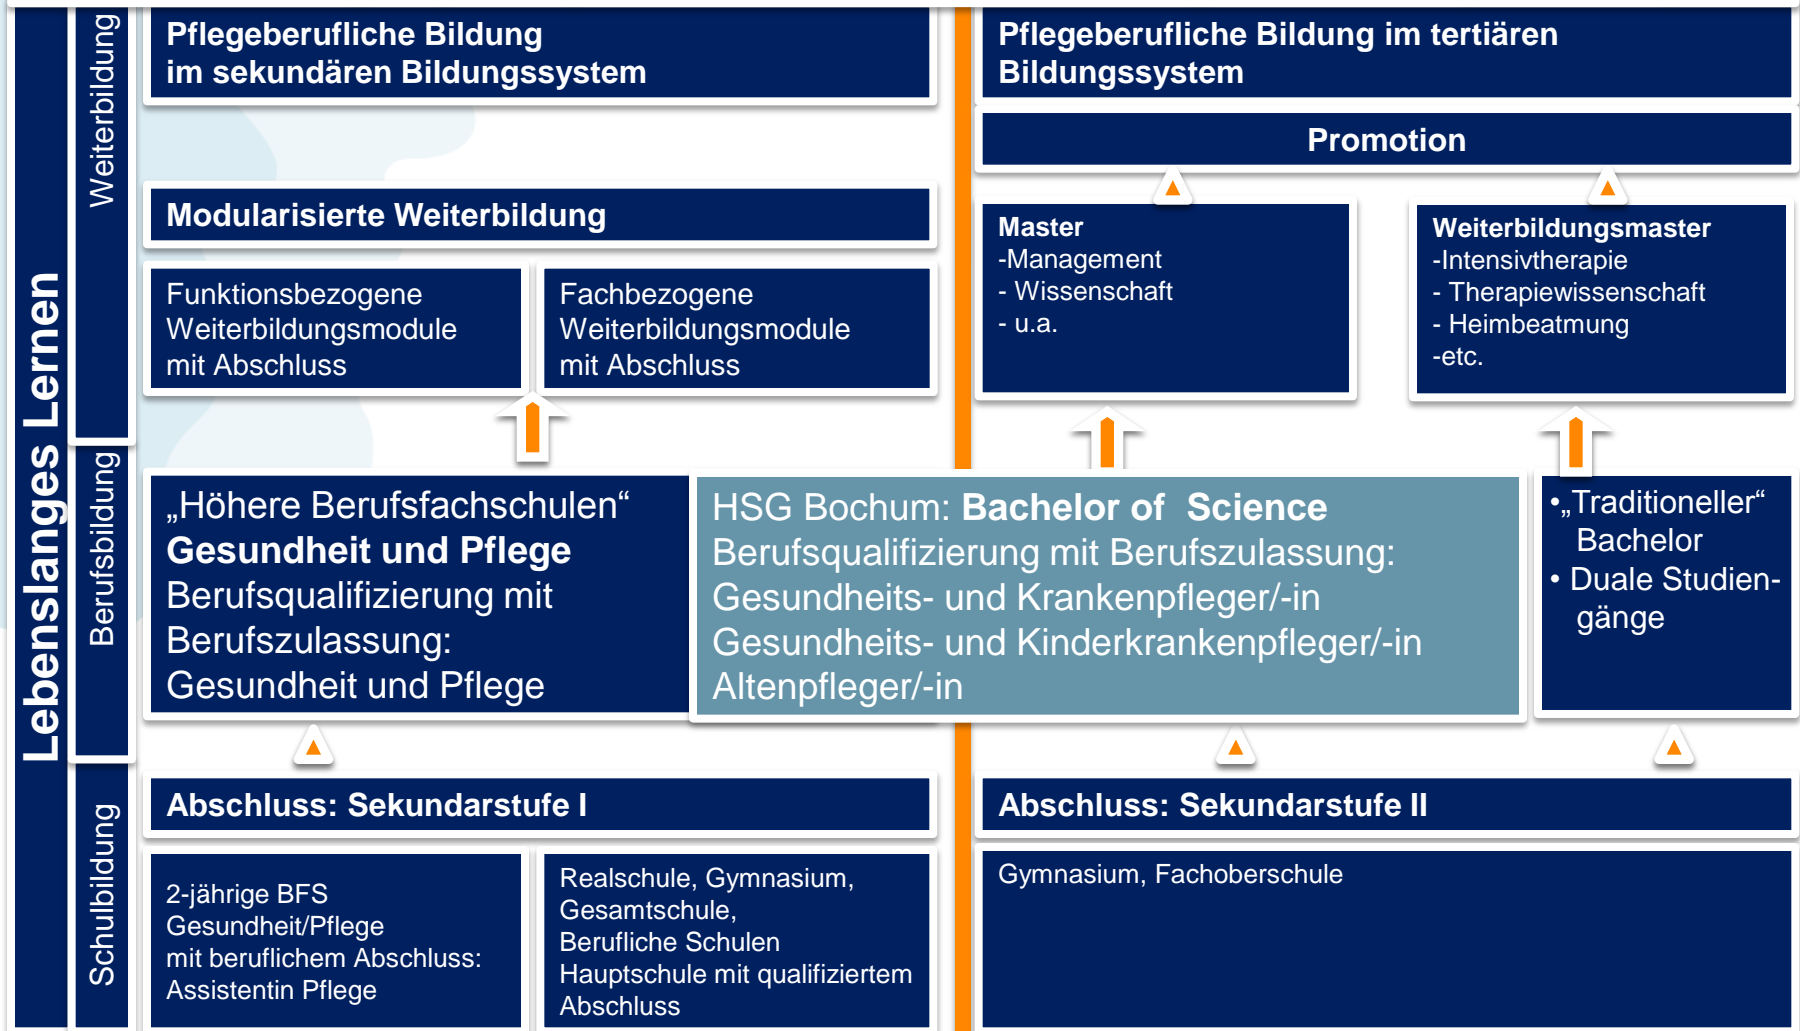 Lebenslanges Lernen
Weiterbildung
Berufsbildung
Schulbildung
Pflegeberufliche Bildung
im sekundären Bildungssystem
Pflegeberufliche Bildung im tertiären
Bildungssystem
Promotion
Modularisierte Weiterbildung
Funktionsbezogene
Weiterbildungsmodule
mit Abschluss
Fachbezogene
Weiterbildungsmodule
mit Abschluss
Master
-Management
- Wissenschaft
- u.a.
Weiterbildungsmaster
-Intensivtherapie
- Therapiewissenschaft
- Heimbeatmung
-etc.
„Höhere Berufsfachschulen“
Gesundheit und Pflege
Berufsqualifizierung mit
Berufszulassung:
Gesundheit und Pflege
HSG Bochum: Bachelor of Science
Berufsqualifizierung mit Berufszulassung:
Gesundheits- und Krankenpfleger/-in
Gesundheits- und Kinderkrankenpfleger/-in
Altenpfleger/-in
•„Traditioneller“
Bachelor
• Duale Studien-
gänge
Abschluss: Sekundarstufe I
Abschluss: Sekundarstufe II
2-jährige BFS
Gesundheit/Pflege
mit beruflichem Abschluss:
Assistentin Pflege
Realschule, Gymnasium,
Gesamtschule,
Berufliche Schulen
Hauptschule mit qualifiziertem
Abschluss
Gymnasium, Fachoberschule